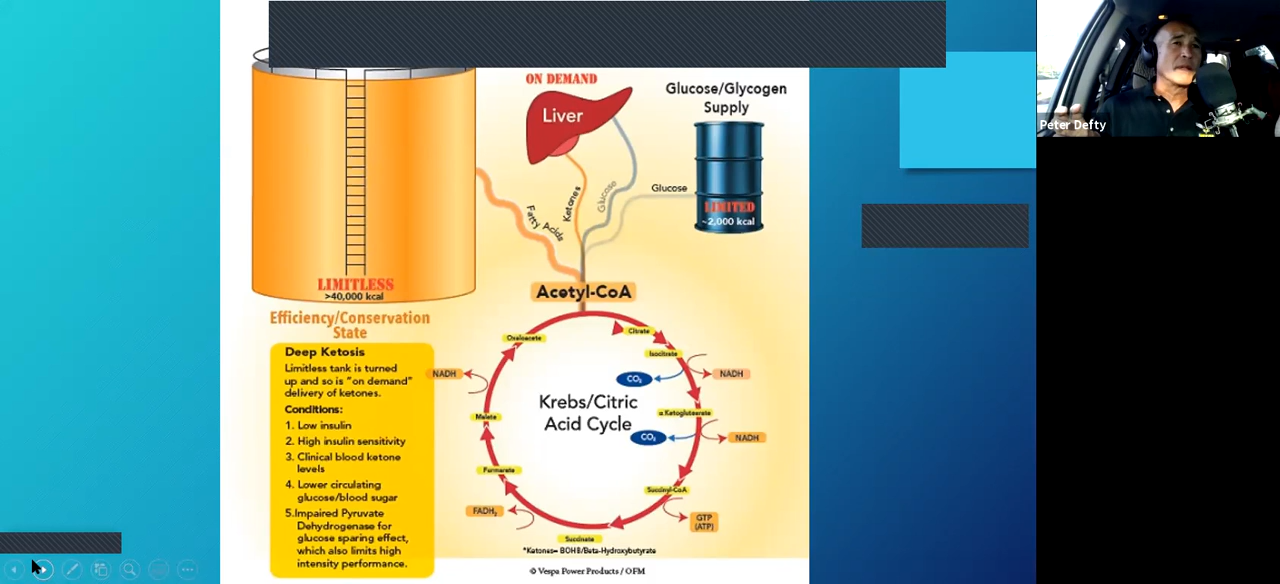 ON DEMAND
Liver
Glucose/Glycogen
Supply
Peter Defty
Fatty Acids
Ketones
Glucose
Glucose
LIMITED
~2,000 kcal
LIMITLESS
>40,000 kcal
Acetyl-CoA
Efficiency/Conservation
State
Deep Ketosis
Limitless tank is turned
up and so is "on demand"
delivery of ketones.
Conditions:
1. Low insulin
2. High insulin sensitivity
3. Clinical blood ketone
levels
4. Lower circulating
glucose/blood sugar
5.Impaired Pyruvate
Dehydrogenase for
glucose sparing effect,
which also limits high
intensity performance.
Krebs/Citric
Acid Cycle
Citrate
Isocitrate
NADH
CO₂
α.Ketogluterate
CO₂
NADH
Succinyl-CoA
GTP
(ATP)
Succinate
FADH₂
Fumarate
Malate
NADH
Oxaloacete
*Ketones= BOHB/Beta-Hydroxybutyrate
© Vespa Power Products / OFM